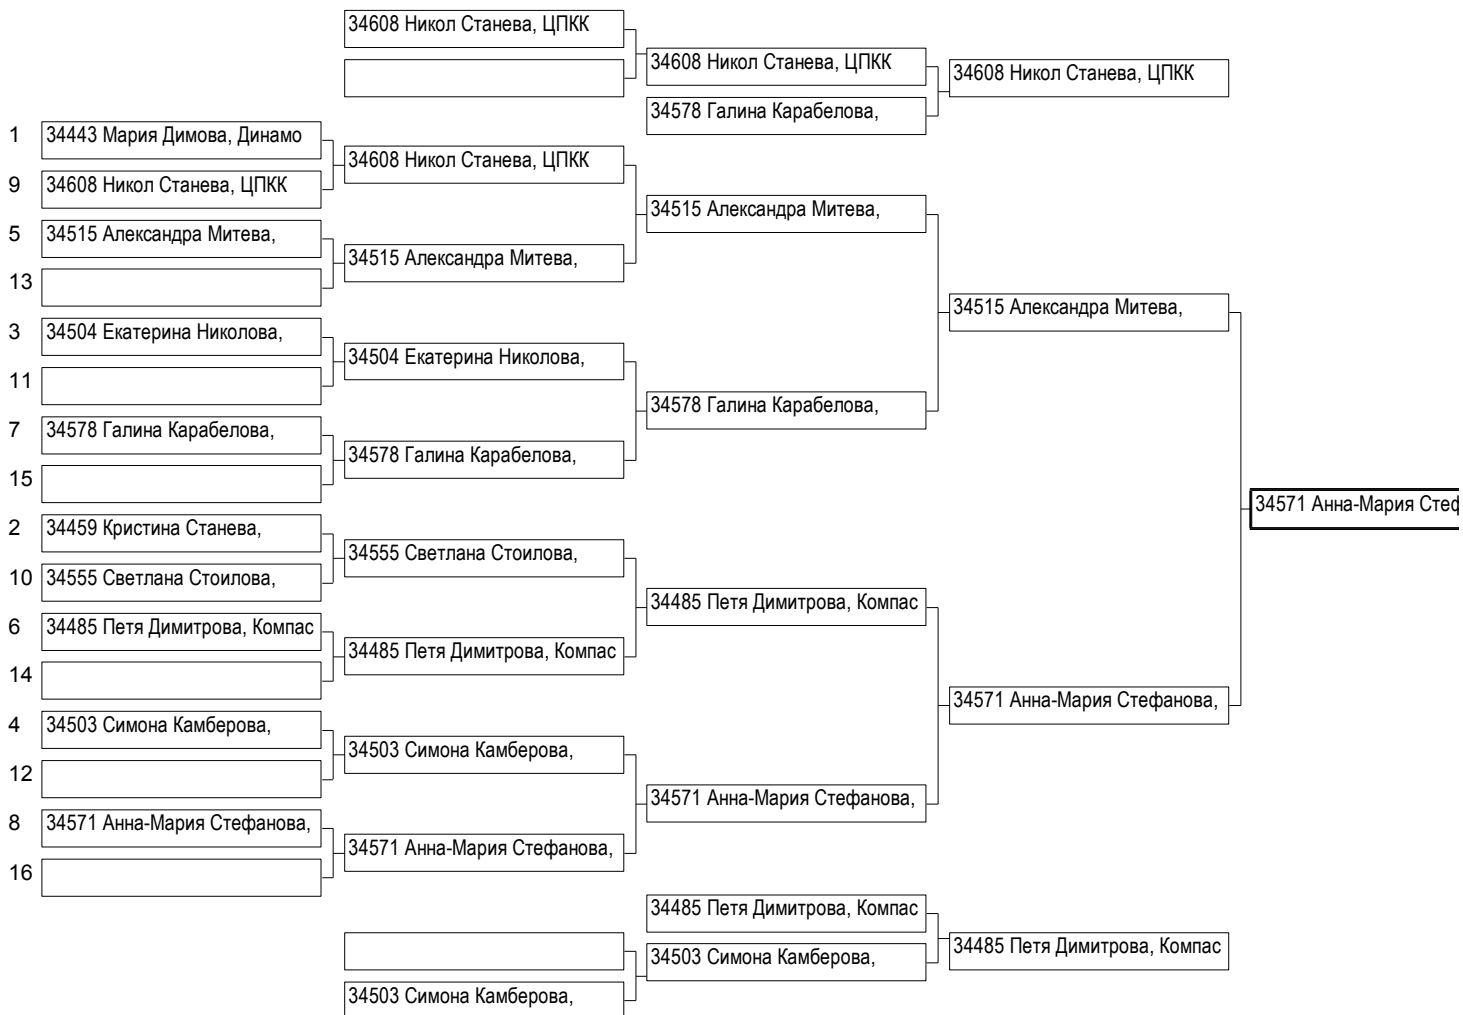 34608 Никол Станева, ЦПКК
34608 Никол Станева, ЦПКК
34608 Никол Станева, ЦПКК
34578 Галина Карабелова,
1 34443 Мария Димова, Динамо
34608 Никол Станева, ЦПКК
9 34608 Никол Станева, ЦПКК
34515 Александра Митева,
5 34515 Александра Митева,
34515 Александра Митева,
13
34515 Александра Митева,
3 34504 Екатерина Николова,
34504 Екатерина Николова,
11
34578 Галина Карабелова,
7 34578 Галина Карабелова,
34578 Галина Карабелова,
15
34571 Анна-Мария Стеф
2 34459 Кристина Станева,
34555 Светлана Стоилова,
10 34555 Светлана Стоилова,
34485 Петя Димитрова, Компас
6 34485 Петя Димитрова, Компас
34485 Петя Димитрова, Компас
14
34571 Анна-Мария Стефанова,
4 34503 Симона Камберова,
34503 Симона Камберова,
12
34571 Анна-Мария Стефанова,
8 34571 Анна-Мария Стефанова,
34571 Анна-Мария Стефанова,
16
34485 Петя Димитрова, Компас
34485 Петя Димитрова, Компас
34503 Симона Камберова,
34503 Симона Камберова,